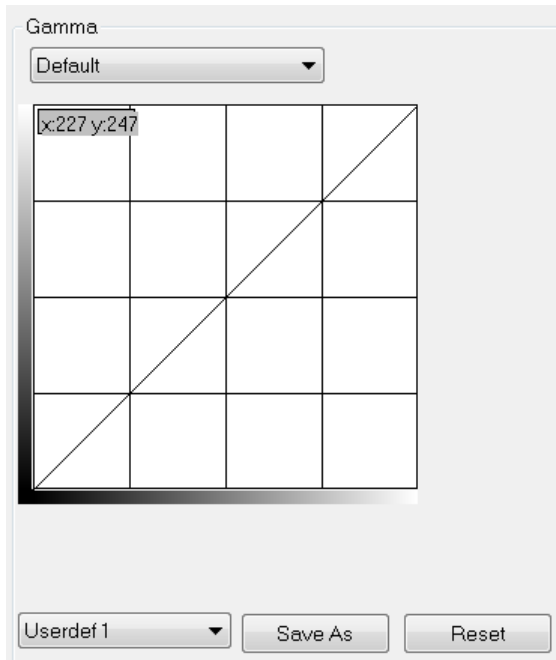 Gamma
Default
x:227 y:247
Userdef 1
Save As
Reset